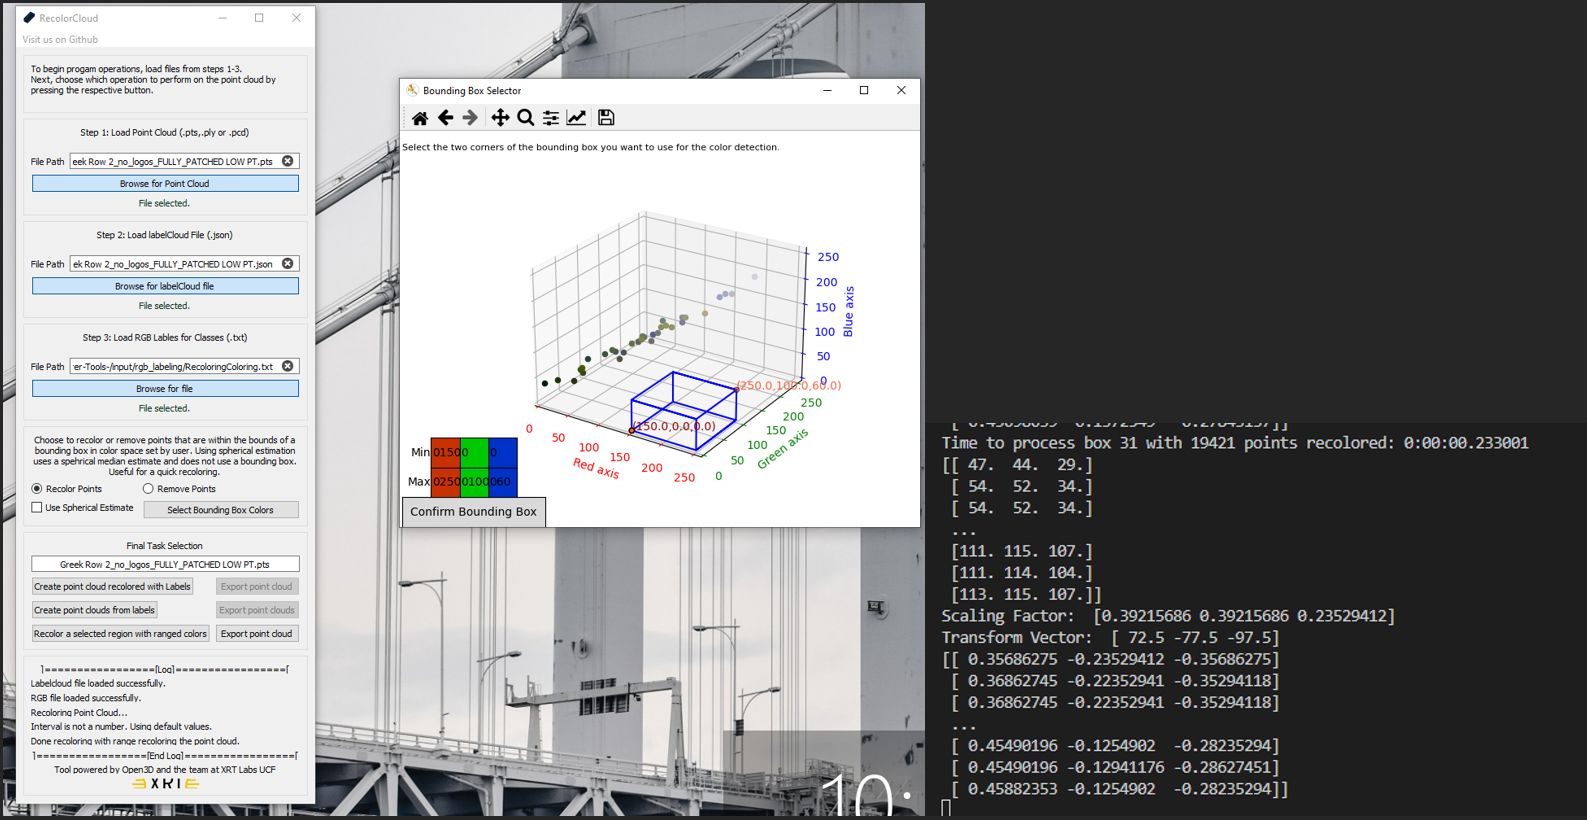 RecolorCloud
Visit us on Github
To begin progam operations, load files from steps 1-3.
Next, choose which operation to perform on the point cloud by
pressing the respective button.
Step 1: Load Point Cloud (.pts,.ply or .pcd)
File Path eek Row 2_no_logos_FULLY_PATCHED LOW PT.pts
Browse for Point Cloud
File selected.
Step 2: Load labelCloud File (.json)
File Path ek Row 2_no_logos_FULLY_PATCHED LOW PT.json
Browse for labelCloud file
File selected.
Step 3: Load RGB Lables for Classes (.txt)
File Path er-Tools-/input/rgb_labeling/RecoloringColoring.txt
Browse for file
File selected.
Choose to recolor or remove points that are within the bounds of a
bounding box in color space set by user. Using spherical estimation
uses a spehrical median estimate and does not use a bounding box.
Useful for a quick recoloring.
Recolor Points Remove Points
Use Spherical Estimate Select Bounding Box Colors
Final Task Selection
Greek Row 2_no_logos_FULLY_PATCHED LOW PT.pts
Create point cloud recolored with Labels Export point cloud
Create point clouds from labels Export point clouds
Recolor a selected region with ranged colors Export point cloud
]=================[Log]=================[
Labelcloud file loaded successfully.
RGB file loaded successfully.
Recoloring Point Cloud...
Interval is not a number. Using default values.
Done recoloring with range recoloring the point cloud.
]=================[End Log]=================[
Tool powered by Open3D and the team at XRT Labs UCF
Bounding Box Selector
Select the two corners of the bounding box you want to use for the color detection.
250
200
150
100
50
0
Blue axis
(250.0,100.0,60.0)
(150.0,0.0,0.0)
0
50
100
150
200
250
Red axis
0
50
100
150
200
250
Green axis
Min 0150 0 0
Max 0250 0100 060
Confirm Bounding Box
10:
Time to process box 31 with 19421 points recolored: 0:00:00.233001
[[ 47. 44. 29.]
[ 54. 52. 34.]
[ 54. 52. 34.]
...
[111. 115. 107.]
[111. 114. 104.]
[113. 115. 107.]]
Scaling Factor: [0.39215686 0.39215686 0.23529412]
Transform Vector: [ 72.5 -77.5 -97.5]
[[ 0.35686275 -0.23529412 -0.35686275]
[ 0.36862745 -0.22352941 -0.35294118]
[ 0.36862745 -0.22352941 -0.35294118]
...
[ 0.45490196 -0.1254902 -0.28235294]
[ 0.45490196 -0.12941176 -0.28627451]
[ 0.45882353 -0.1254902 -0.28235294]]